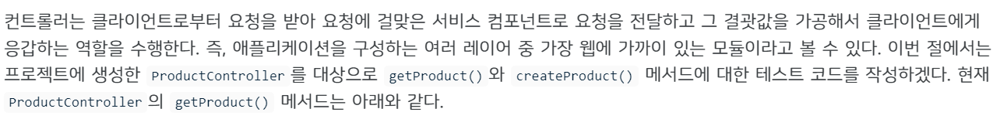 컨트롤러는 클라이언트로부터 요청을 받아 요청에 걸맞은 서비스 컴포넌트로 요청을 전달하고 그 결괏값을 가공해서 클라이언트에게
응갑하는 역할을 수행한다. 즉, 애플리케이션을 구성하는 여러 레이어 중 가장 웹에 가까이 있는 모듈이라고 볼 수 있다. 이번 절에서는
프로젝트에 생성한 ProductController 를 대상으로 getProduct() 와 createProduct() 메서드에 대한 테스트 코드를 작성하겠다. 현재
ProductController 의 getProduct() 메서드는 아래와 같다.